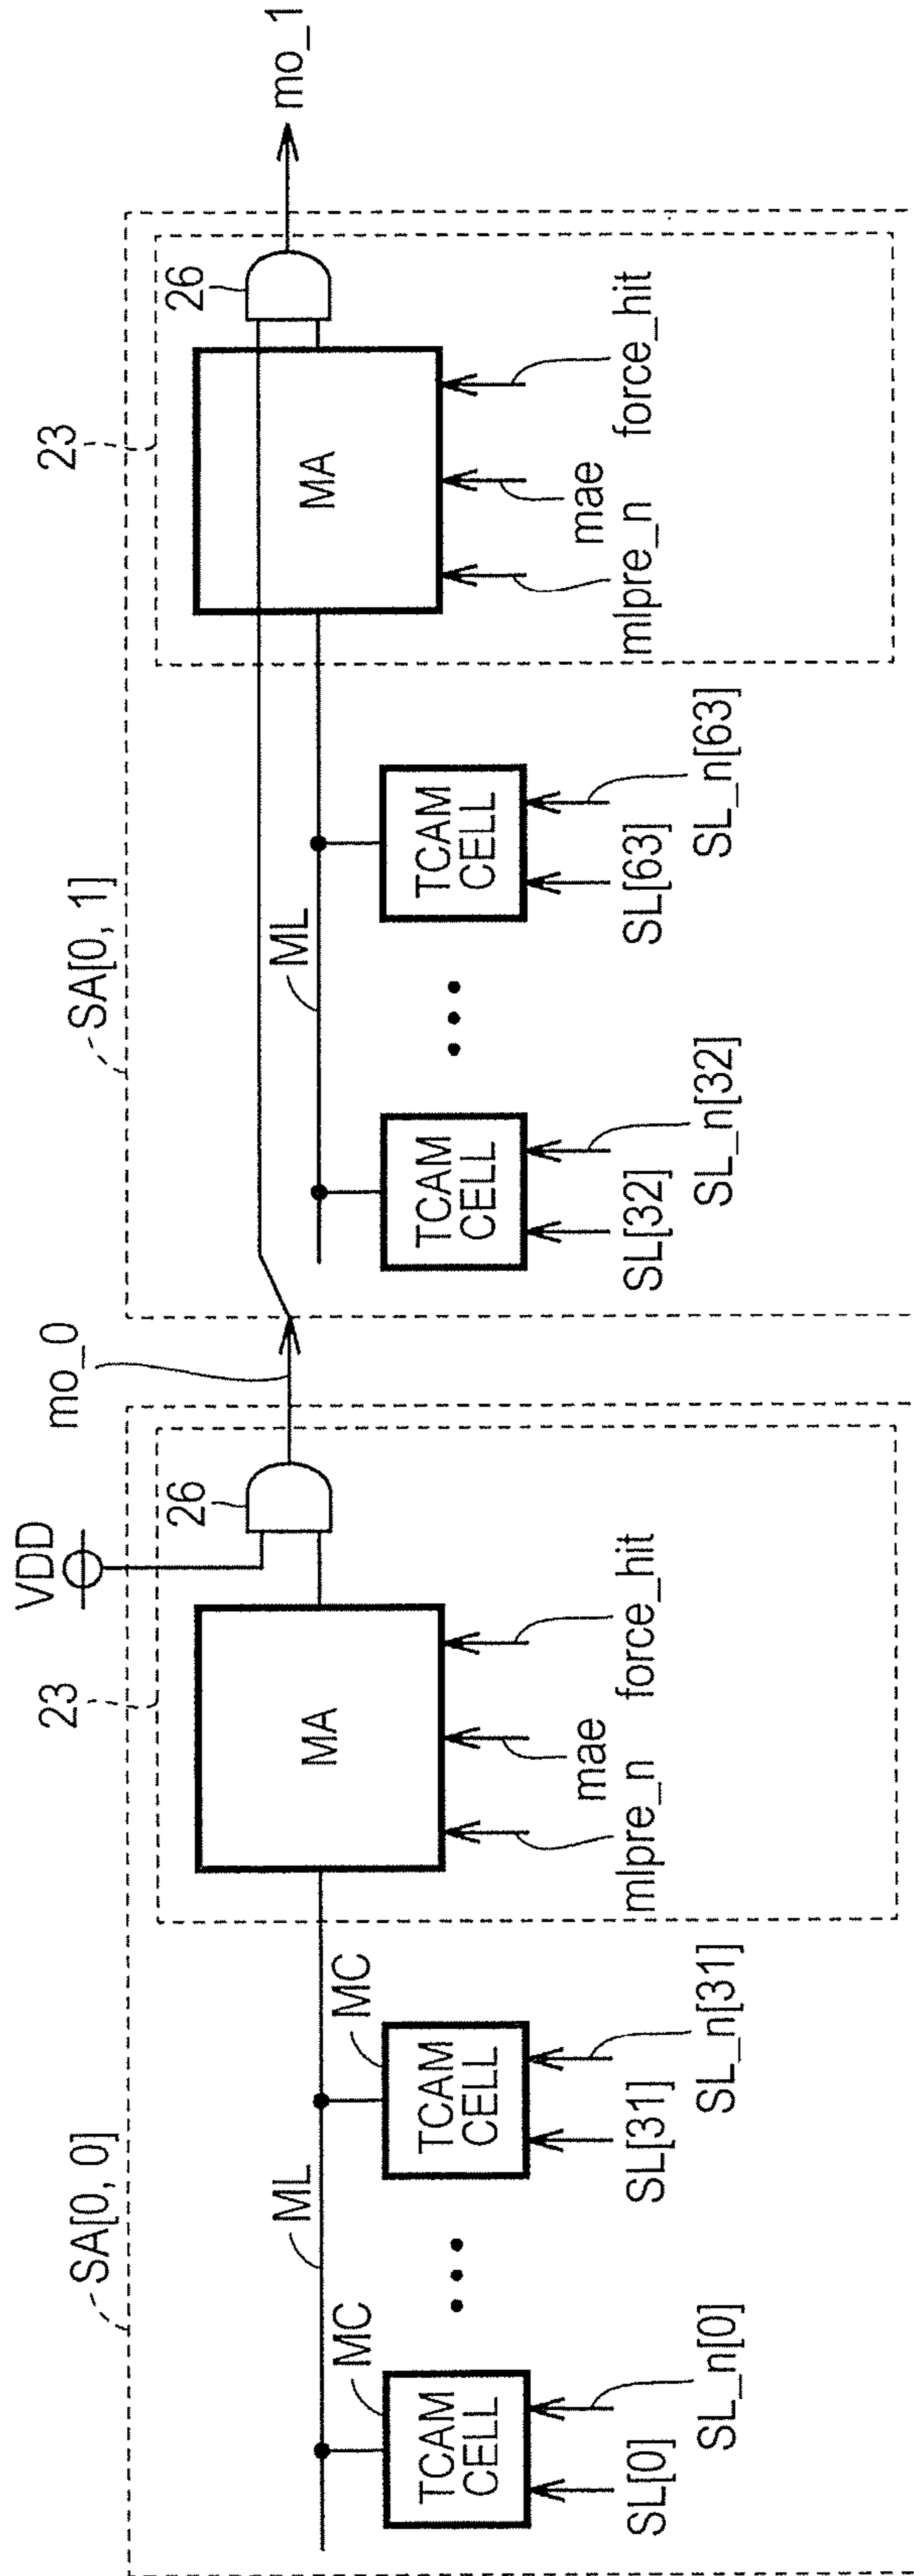 SA[0, 0]
23
VDD
26
mo_0
ML
MC
MC
MA
TCAM
CELL
TCAM
CELL
SL[0]
SL_n[0]
SL[31]
SL_n[31]
mlpre_n
mae
force_hit
SA[0, 1]
23
26
mo_1
ML
MA
TCAM
CELL
TCAM
CELL
SL[32]
SL_n[32]
SL[63]
SL_n[63]
mlpre_n
mae
force_hit